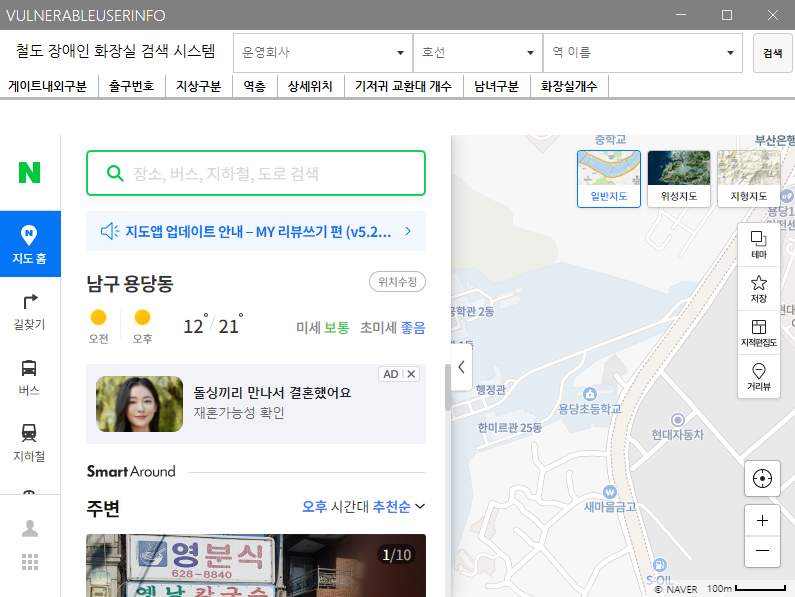 VULNERABLEUSERINFO
철도 장애인 화장실 검색 시스템
운영회사
호선
역 이름
검색
게이트내외구분
출구번호
지상구분
역층
상세위치
기저귀 교환대 개수
남녀구분
화장실개수
N
장소, 버스, 지하철, 도로 검색
지도앱 업데이트 안내 – MY 리뷰쓰기 편 (v5.2...
지도 홈
길찾기
버스
지하철
남구 용당동
위치수정
오전
오후
12° / 21°
미세 보통 초미세 좋음
AD
돌싱끼리 만나서 결혼했어요
재혼가능성 확인
Smart Around
주변
오후 시간대 추천순
1/10
영분식
628-8840
옛날 칼국수
중학교
부산은행
일반지도
위성지도
지형지도
용당1
테마
저장
지적편집도
거리뷰
공학관 2동
행정관
용당초등학교
한미르관 25동
현대자동차
새마을금고
S-OIL
© NAVER
100m